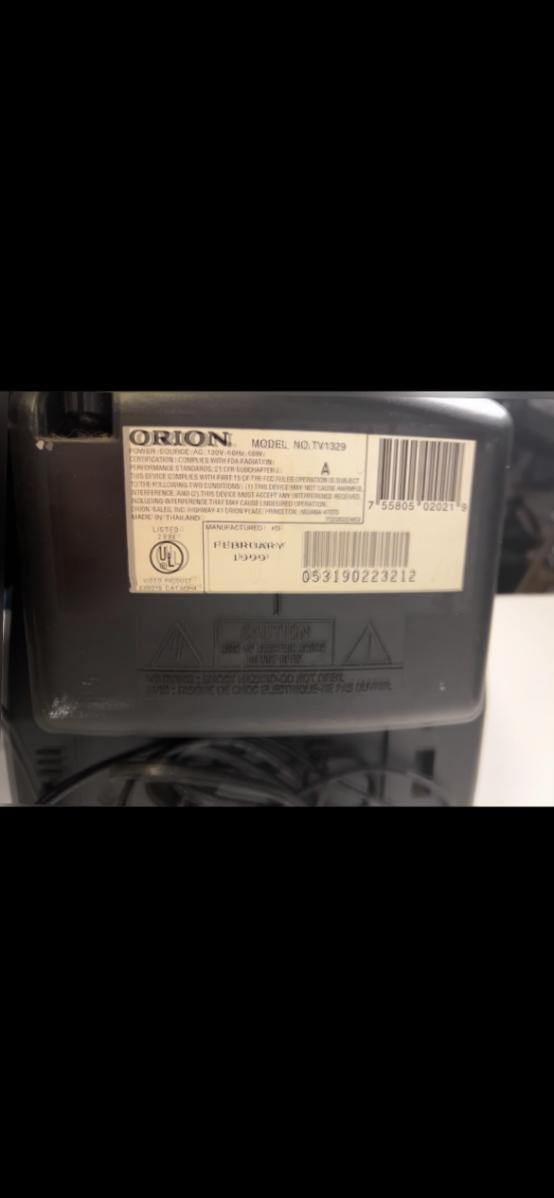 ORION MODEL NO:TV1329
POWER SOURCE: AC 120V 60Hz
CERTIFICATION: COMPLIES WITH FDA RADIATION
PERFORMANCE STANDARDS, 21 CFR SUBCHAPTER J.
A
THIS DEVICE COMPLIES WITH PART 15 OF THE FCC RULES OPERATION IS SUBJECT
TO THE FOLLOWING TWO CONDITIONS: (1) THIS DEVICE MAY NOT CAUSE HARMFUL
INTERFERENCE, AND (2) THIS DEVICE MUST ACCEPT ANY INTERFERENCE RECEIVED,
INCLUDING INTERFERENCE THAT MAY CAUSE UNDESIRED OPERATION.
ORION SALES, INC. HIGHWAY 41 ORION PLACE, PRINCETON, INDIANA
MADE IN THAILAND
7 55805 02021 9
LISTED
UL
VIDEO PRODUCT
MANUFACTURED:
FEBRUARY
1999
053190223212
CAUTION